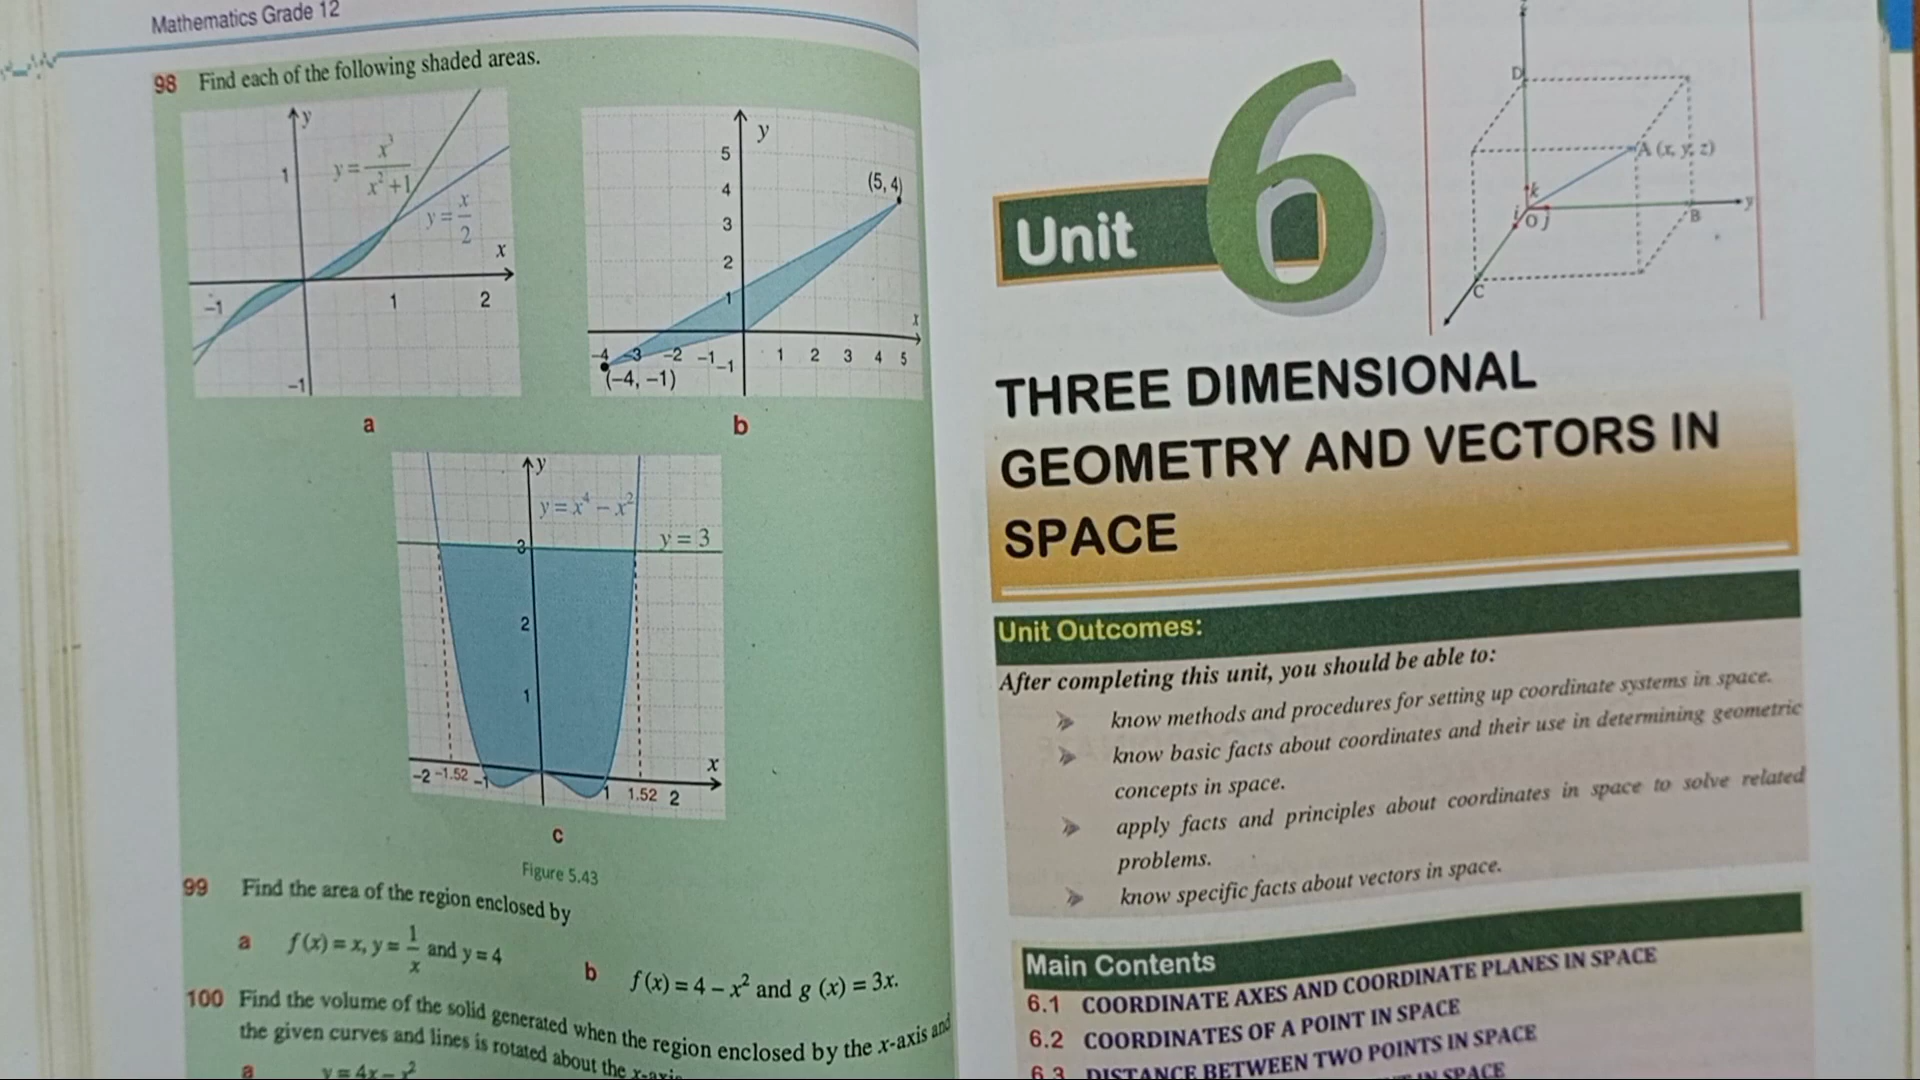 Mathematics Grade 12
98 Find each of the following shaded areas.
y
1
y = x³/(x² + 1)
y = x/2
x
-1
1
2
-1
a
y
5
4
3
2
1
(5, 4)
x
-4 -3 -2 -1
-1
1 2 3 4 5
(-4, -1)
b
y
y = x⁴ – x²
3
y = 3
2
1
x
-2 -1.52 -1
1 1.52 2
c
Figure 5.43
99 Find the area of the region enclosed by
a f(x) = x, y = 1/x and y = 4
b f(x) = 4 – x² and g (x) = 3x.
100 Find the volume of the solid generated when the region enclosed by the x-axis and
the given curves and lines is rotated about the x-axis
a y = 4x – x²
z
D
A (x, y, z)
k
i
O j
B
y
C
Unit 6
THREE DIMENSIONAL
GEOMETRY AND VECTORS IN
SPACE
Unit Outcomes:
After completing this unit, you should be able to:
know methods and procedures for setting up coordinate systems in space.
know basic facts about coordinates and their use in determining geometric
concepts in space.
apply facts and principles about coordinates in space to solve related
problems.
know specific facts about vectors in space.
Main Contents
6.1 COORDINATE AXES AND COORDINATE PLANES IN SPACE
6.2 COORDINATES OF A POINT IN SPACE
6.3 DISTANCE BETWEEN TWO POINTS IN SPACE
IN SPACE